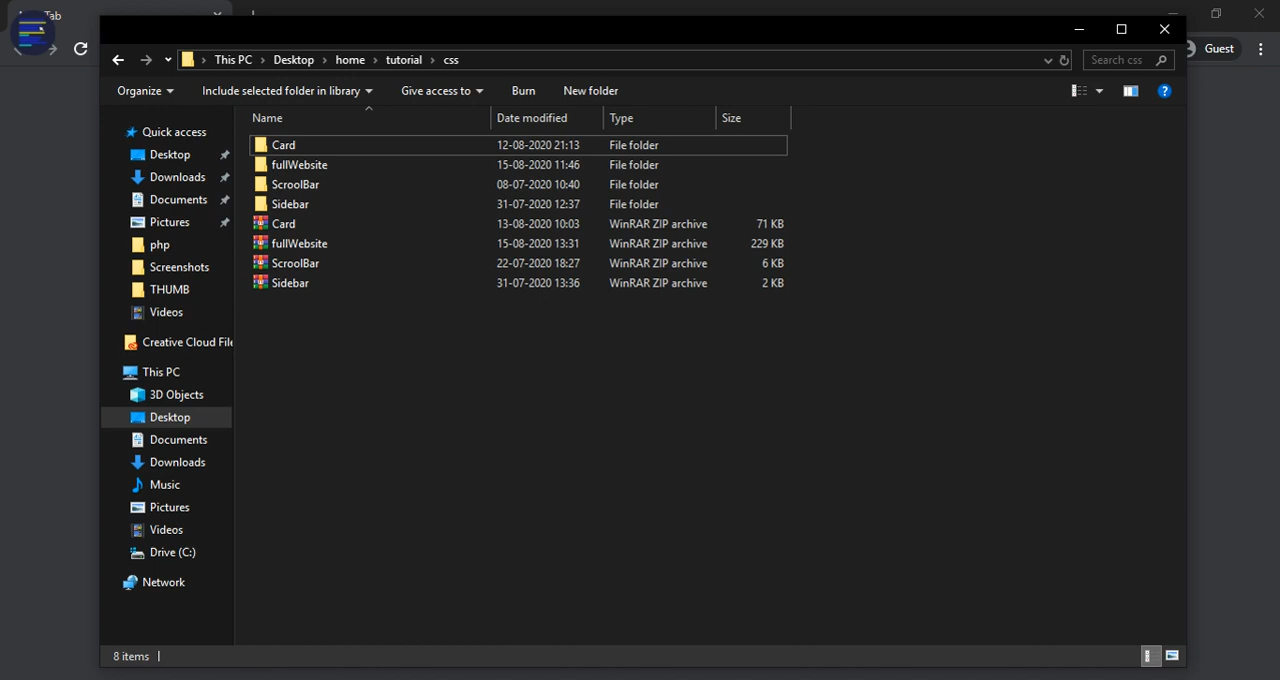 Tab
Guest
This PC > Desktop > home > tutorial > css
Search css
Organize
Include selected folder in library
Give access to
Burn
New folder
Name
Date modified
Type
Size
Quick access
Desktop
Downloads
Documents
Pictures
php
Screenshots
THUMB
Videos
Creative Cloud File
This PC
3D Objects
Desktop
Documents
Downloads
Music
Pictures
Videos
Drive (C:)
Network
Card 12-08-2020 21:13 File folder
fullWebsite 15-08-2020 11:46 File folder
ScroolBar 08-07-2020 10:40 File folder
Sidebar 31-07-2020 12:37 File folder
Card 13-08-2020 10:03 WinRAR ZIP archive 71 KB
fullWebsite 15-08-2020 13:31 WinRAR ZIP archive 229 KB
ScroolBar 22-07-2020 18:27 WinRAR ZIP archive 6 KB
Sidebar 31-07-2020 13:36 WinRAR ZIP archive 2 KB
8 items